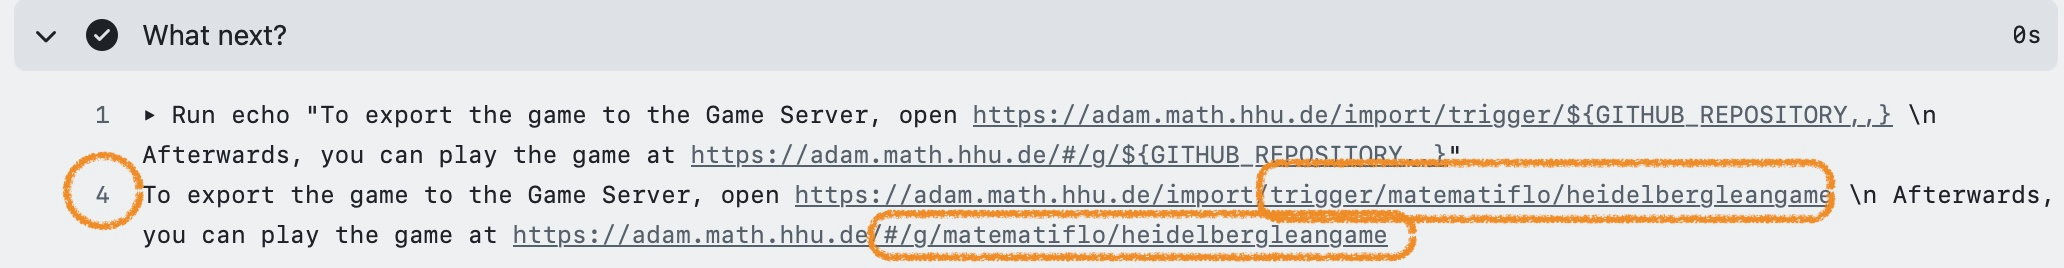 What next? 0s
1 ▸ Run echo "To export the game to the Game Server, open https://adam.math.hhu.de/import/trigger/${GITHUB_REPOSITORY,,} \n
Afterwards, you can play the game at https://adam.math.hhu.de/#/g/${GITHUB_REPOSITORY,,}"
4 To export the game to the Game Server, open https://adam.math.hhu.de/import/trigger/matematiflo/heidelbergleangame \n Afterwards,
you can play the game at https://adam.math.hhu.de/#/g/matematiflo/heidelbergleangame